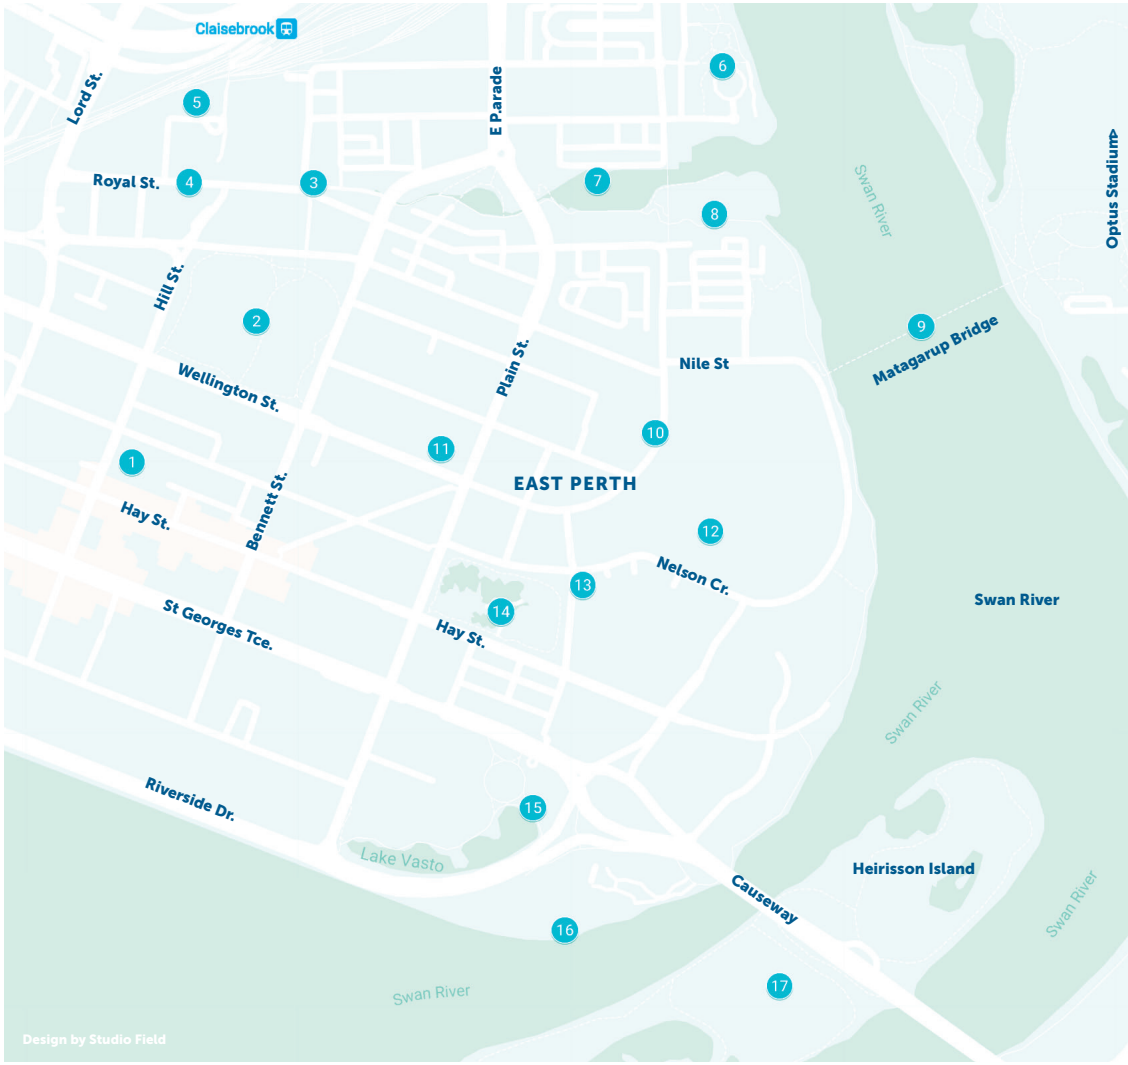 Claisebrook
Lord St.
E P.arade
6
5
Optus Stadium>
Royal St.
4
3
7
Swan River
8
Hill St.
2
9
Matagarup Bridge
Nile St
Plain St.
Wellington St.
10
11
1
EAST PERTH
Hay St.
Bennett St.
12
Nelson Cr.
13
Swan River
14
St Georges Tce.
Hay St.
Swan River
Riverside Dr.
15
Lake Vasto
Heirisson Island
Causeway
Swan River
16
17
Swan River
Design by Studio Field